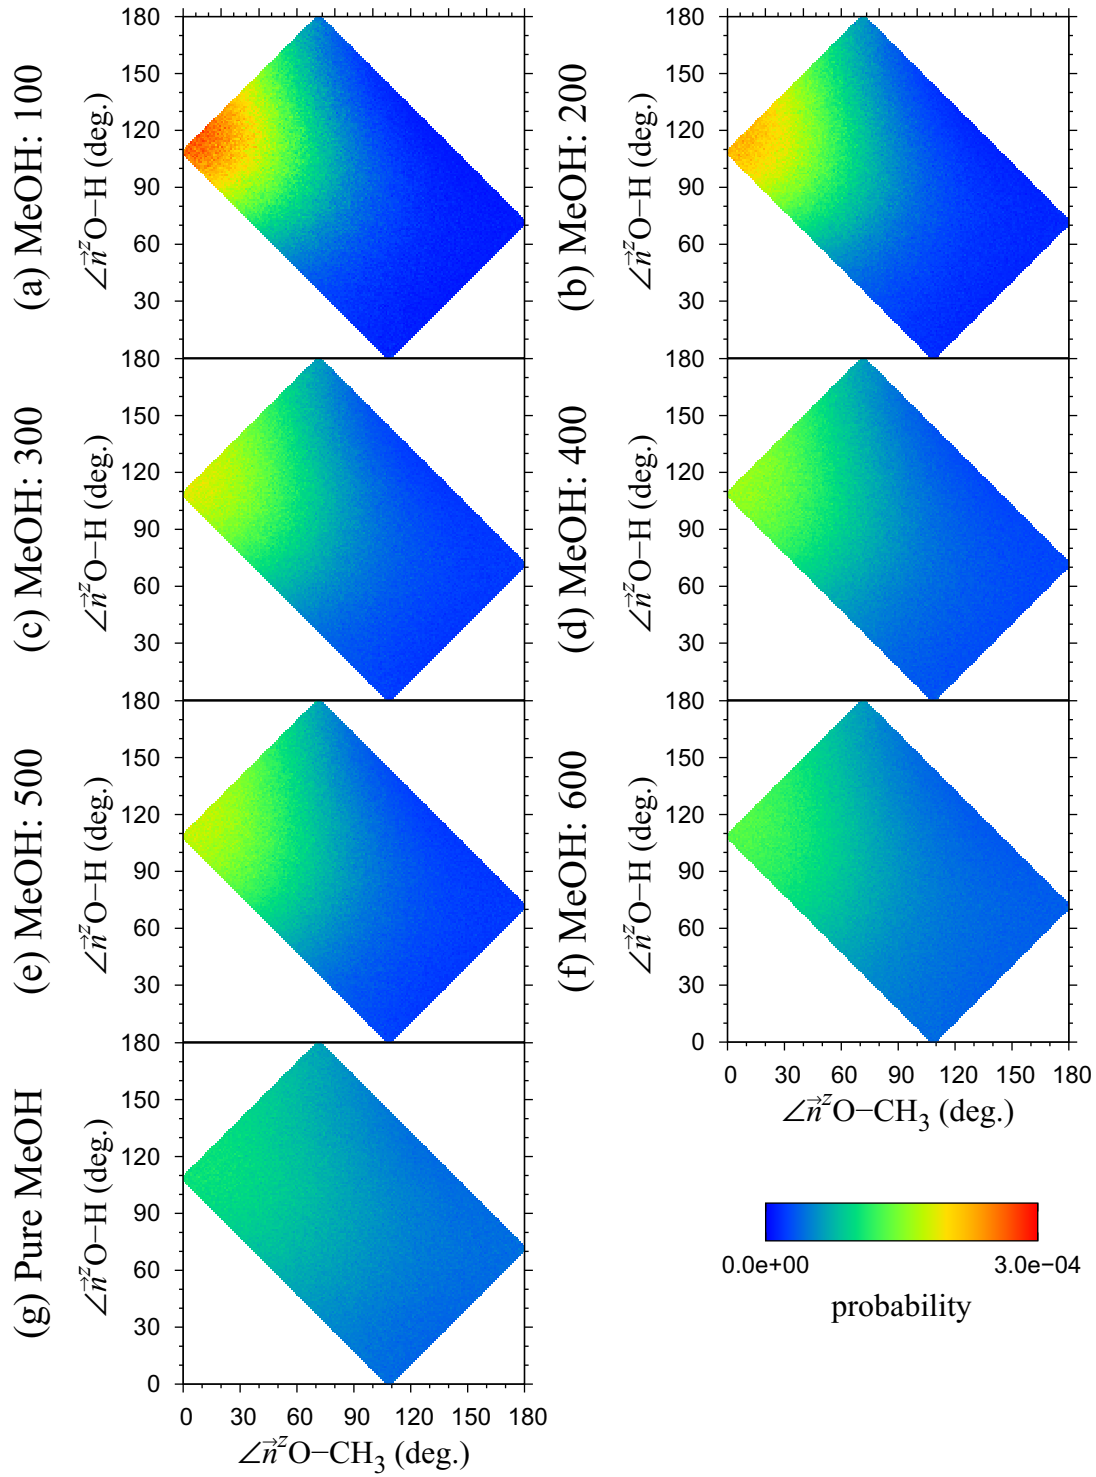 (a) MeOH: 100
∠n⃗ᶻO−H (deg.)
180
150
120
90
60
30
(b) MeOH: 200
∠n⃗ᶻO−H (deg.)
180
150
120
90
60
30
(c) MeOH: 300
∠n⃗ᶻO−H (deg.)
180
150
120
90
60
30
(d) MeOH: 400
∠n⃗ᶻO−H (deg.)
180
150
120
90
60
30
(e) MeOH: 500
∠n⃗ᶻO−H (deg.)
180
150
120
90
60
30
(f) MeOH: 600
∠n⃗ᶻO−H (deg.)
180
150
120
90
60
30
0
0 30 60 90 120 150 180
∠n⃗ᶻO−CH₃ (deg.)
(g) Pure MeOH
∠n⃗ᶻO−H (deg.)
180
150
120
90
60
30
0
0 30 60 90 120 150 180
∠n⃗ᶻO−CH₃ (deg.)
0.0e+00 3.0e−04
probability